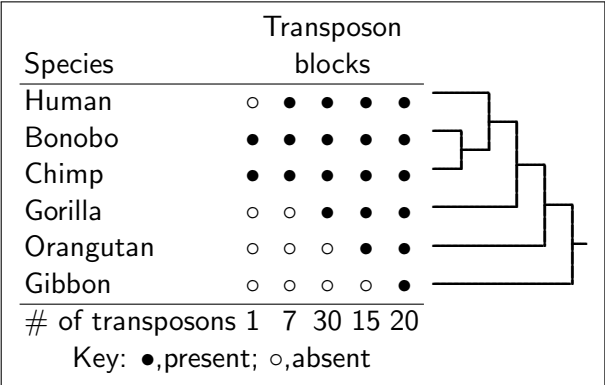 Transposon
Species blocks
Human ○ ● ● ● ●
Bonobo ● ● ● ● ●
Chimp ● ● ● ● ●
Gorilla ○ ○ ● ● ●
Orangutan ○ ○ ○ ● ●
Gibbon ○ ○ ○ ○ ●
# of transposons 1 7 30 15 20
Key: ●,present; ○,absent